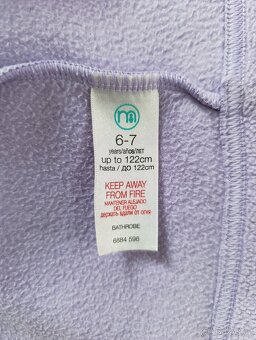 6-7
years/años/лет
up to 122cm
hasta / ДО 122cm
KEEP AWAY
FROM FIRE
MANTENER ALEJADO
DEL FUEGO
держать вдали от огня
BATHROBE
6884 596